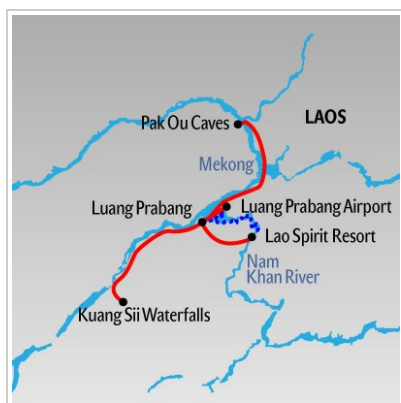 LAOS
Pak Ou Caves
Mekong
Luang Prabang Airport
Luang Prabang
Lao Spirit Resort
Nam
Khan River
Kuang Sii Waterfalls